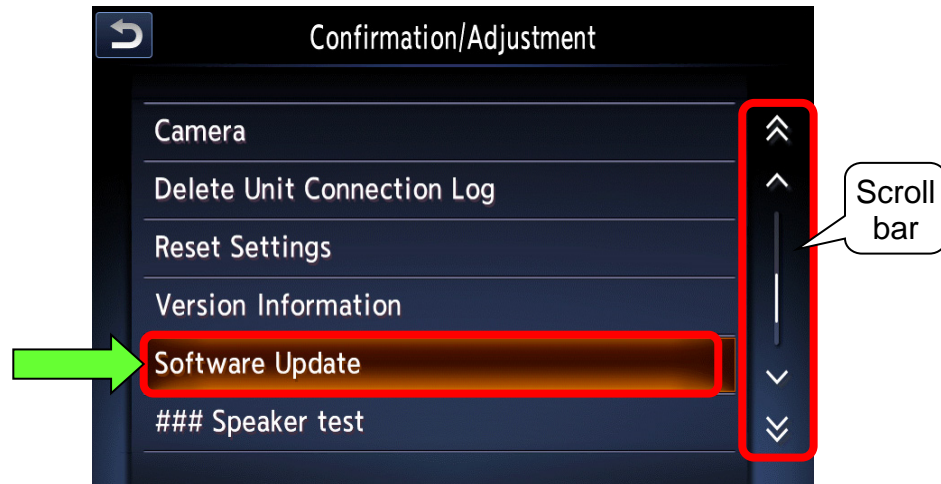 Confirmation/Adjustment
Camera
Delete Unit Connection Log
Reset Settings
Version Information
Software Update
### Speaker test
Scroll
bar